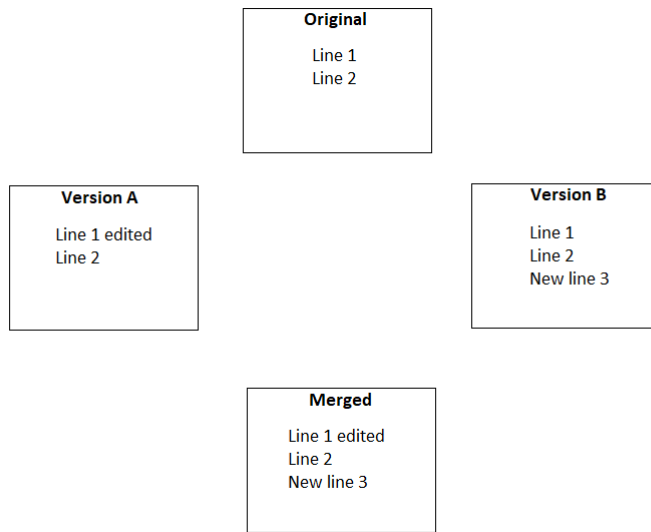 Original
Line 1
Line 2
Version A
Line 1 edited
Line 2
Version B
Line 1
Line 2
New line 3
Merged
Line 1 edited
Line 2
New line 3